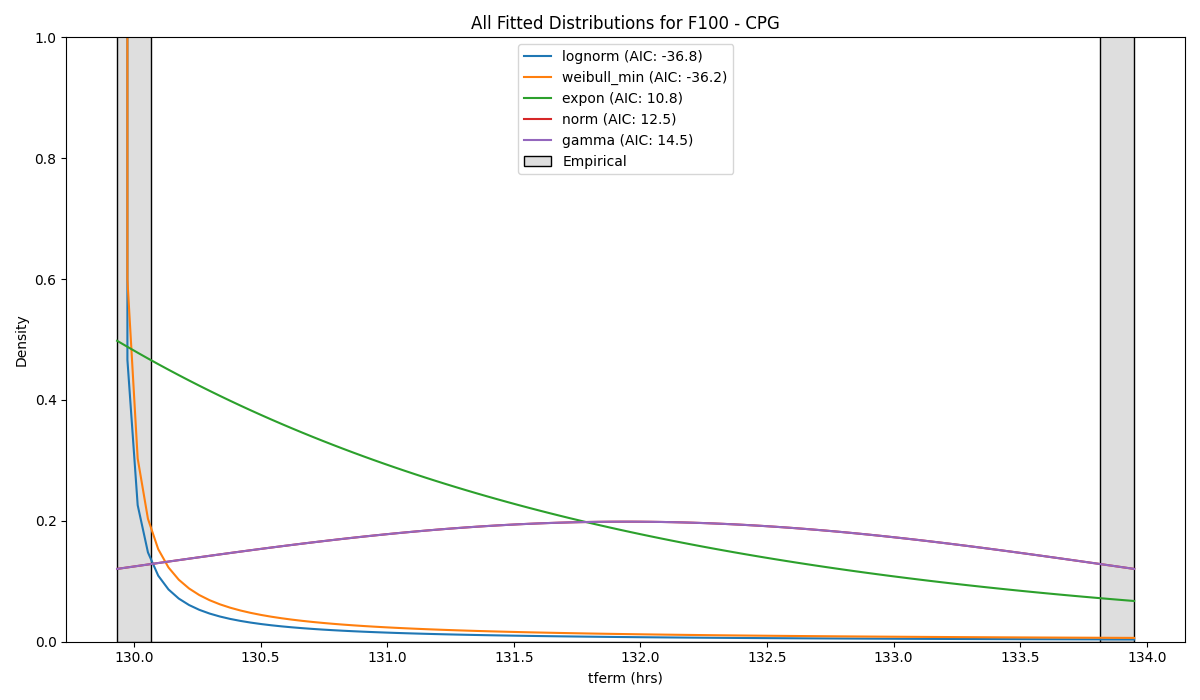 All Fitted Distributions for F100 - CPG
1.0
0.8
0.6
0.4
0.2
0.0
Density
lognorm (AIC: -36.8)
weibull_min (AIC: -36.2)
expon (AIC: 10.8)
norm (AIC: 12.5)
gamma (AIC: 14.5)
Empirical
130.0 130.5 131.0 131.5 132.0 132.5 133.0 133.5 134.0
tferm (hrs)